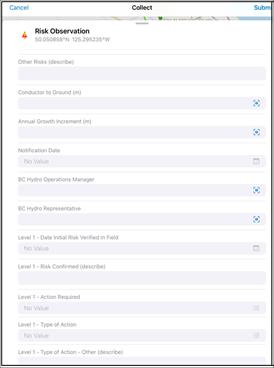 Cancel
Collect
Subm
Risk Observation
50.050858°N 125.295235°W
Other Risks (describe)
Conductor to Ground (m)
Annual Growth Increment (m)
Notification Date
No Value
BC Hydro Operations Manager
BC Hydro Representative
Level 1 - Date Initial Risk Verified in Field
No Value
Level 1 - Risk Confirmed (describe)
Level 1 - Action Required
No Value
Level 1 - Type of Action
No Value
Level 1 - Type of Action - Other (describe)